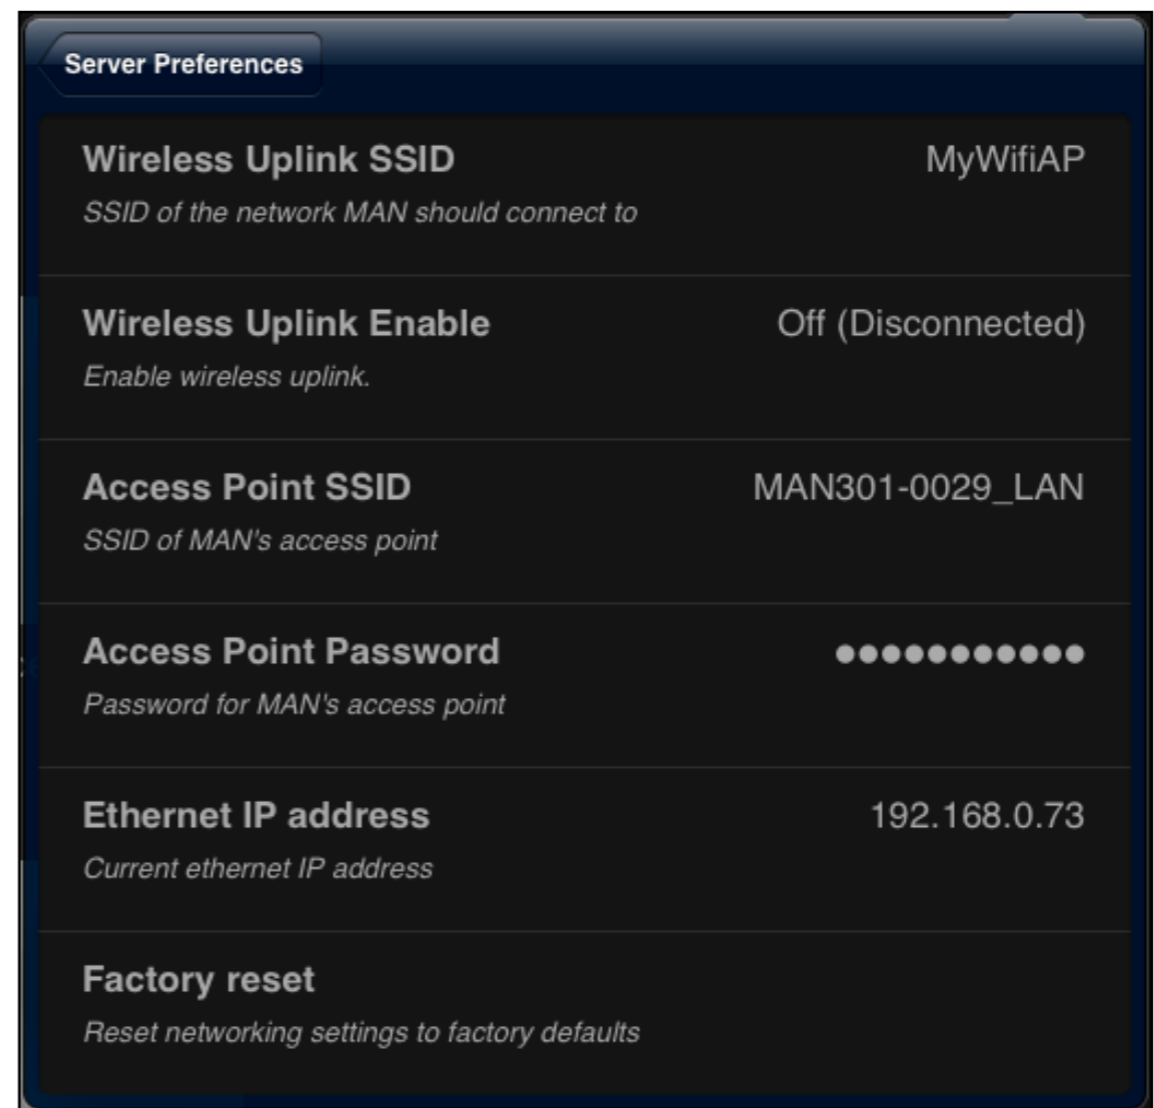 Server Preferences
Wireless Uplink SSID MyWifiAP
SSID of the network MAN should connect to
Wireless Uplink Enable Off (Disconnected)
Enable wireless uplink.
Access Point SSID MAN301-0029_LAN
SSID of MAN's access point
Access Point Password ●●●●●●●●●●●
Password for MAN's access point
Ethernet IP address 192.168.0.73
Current ethernet IP address
Factory reset
Reset networking settings to factory defaults